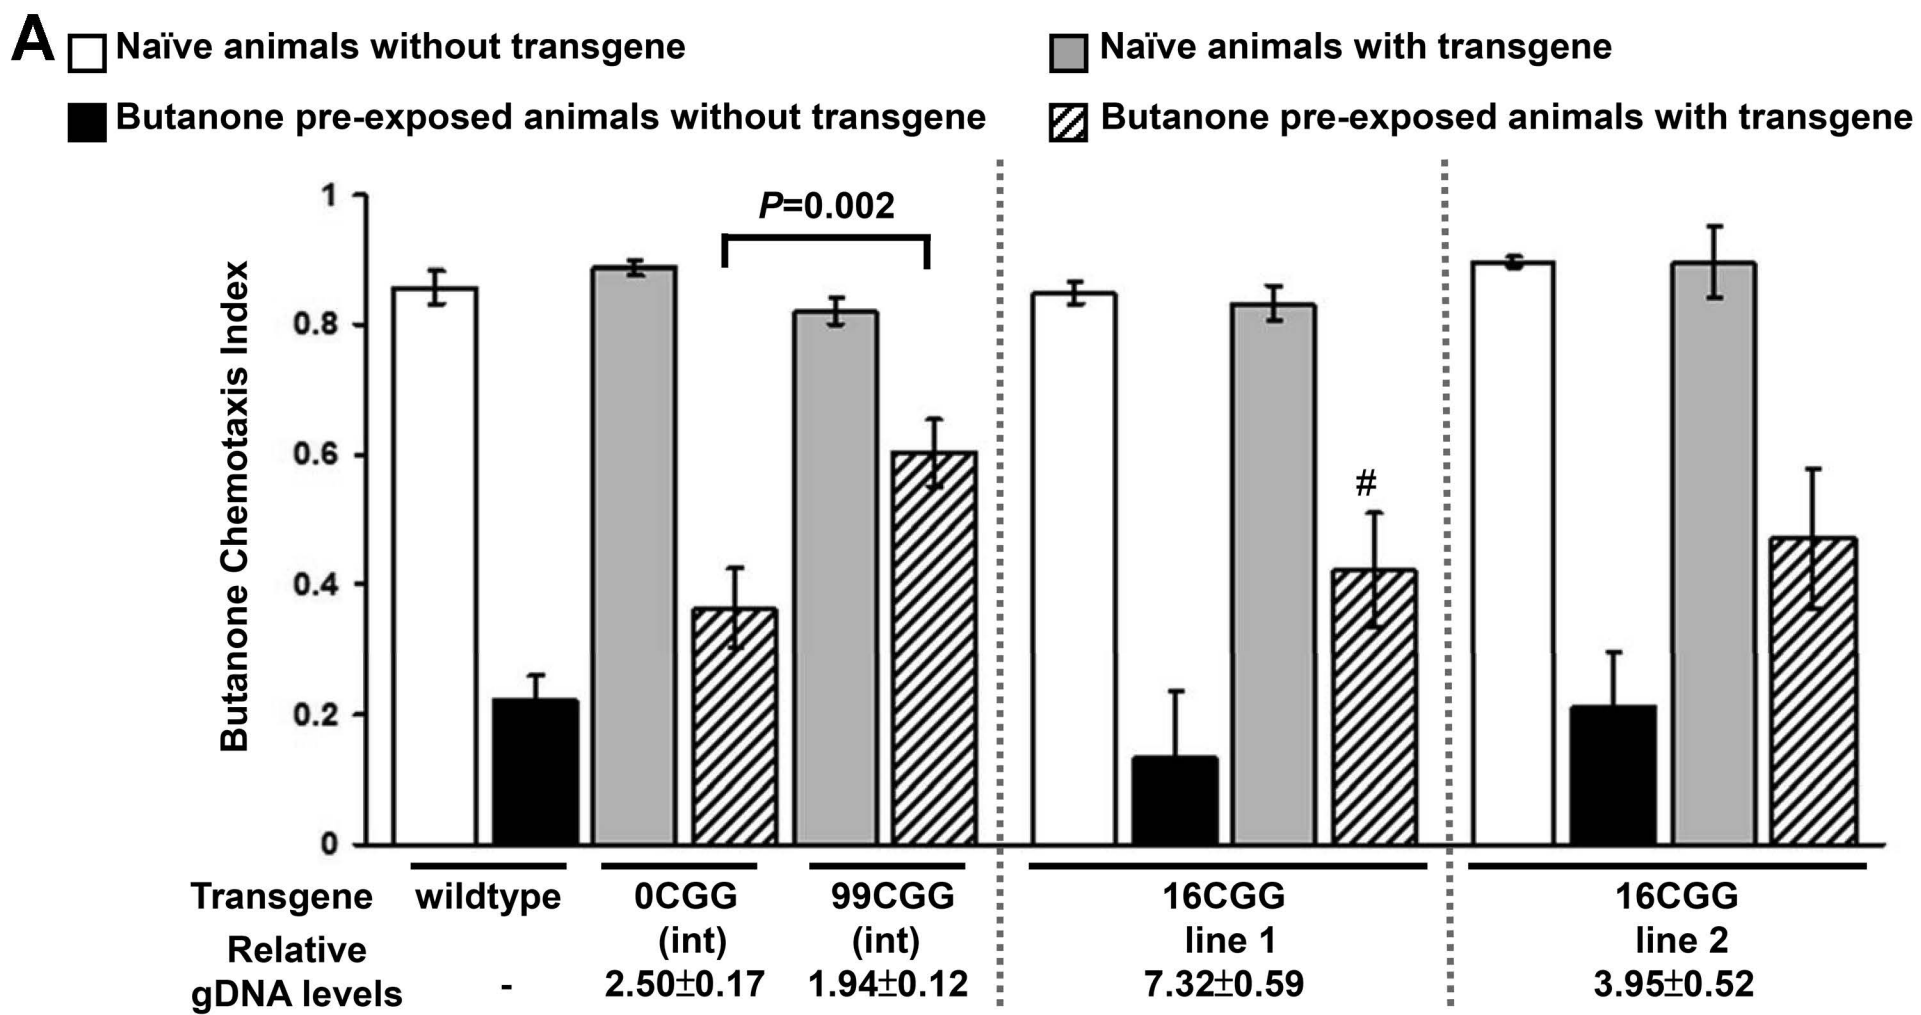 A
Naïve animals without transgene
Naïve animals with transgene
Butanone pre-exposed animals without transgene
Butanone pre-exposed animals with transgene
Butanone Chemotaxis Index
1
0.8
0.6
0.4
0.2
0
P=0.002
#
Transgene wildtype 0CGG 99CGG 16CGG 16CGG
(int) (int) line 1 line 2
Relative
gDNA levels - 2.50±0.17 1.94±0.12 7.32±0.59 3.95±0.52